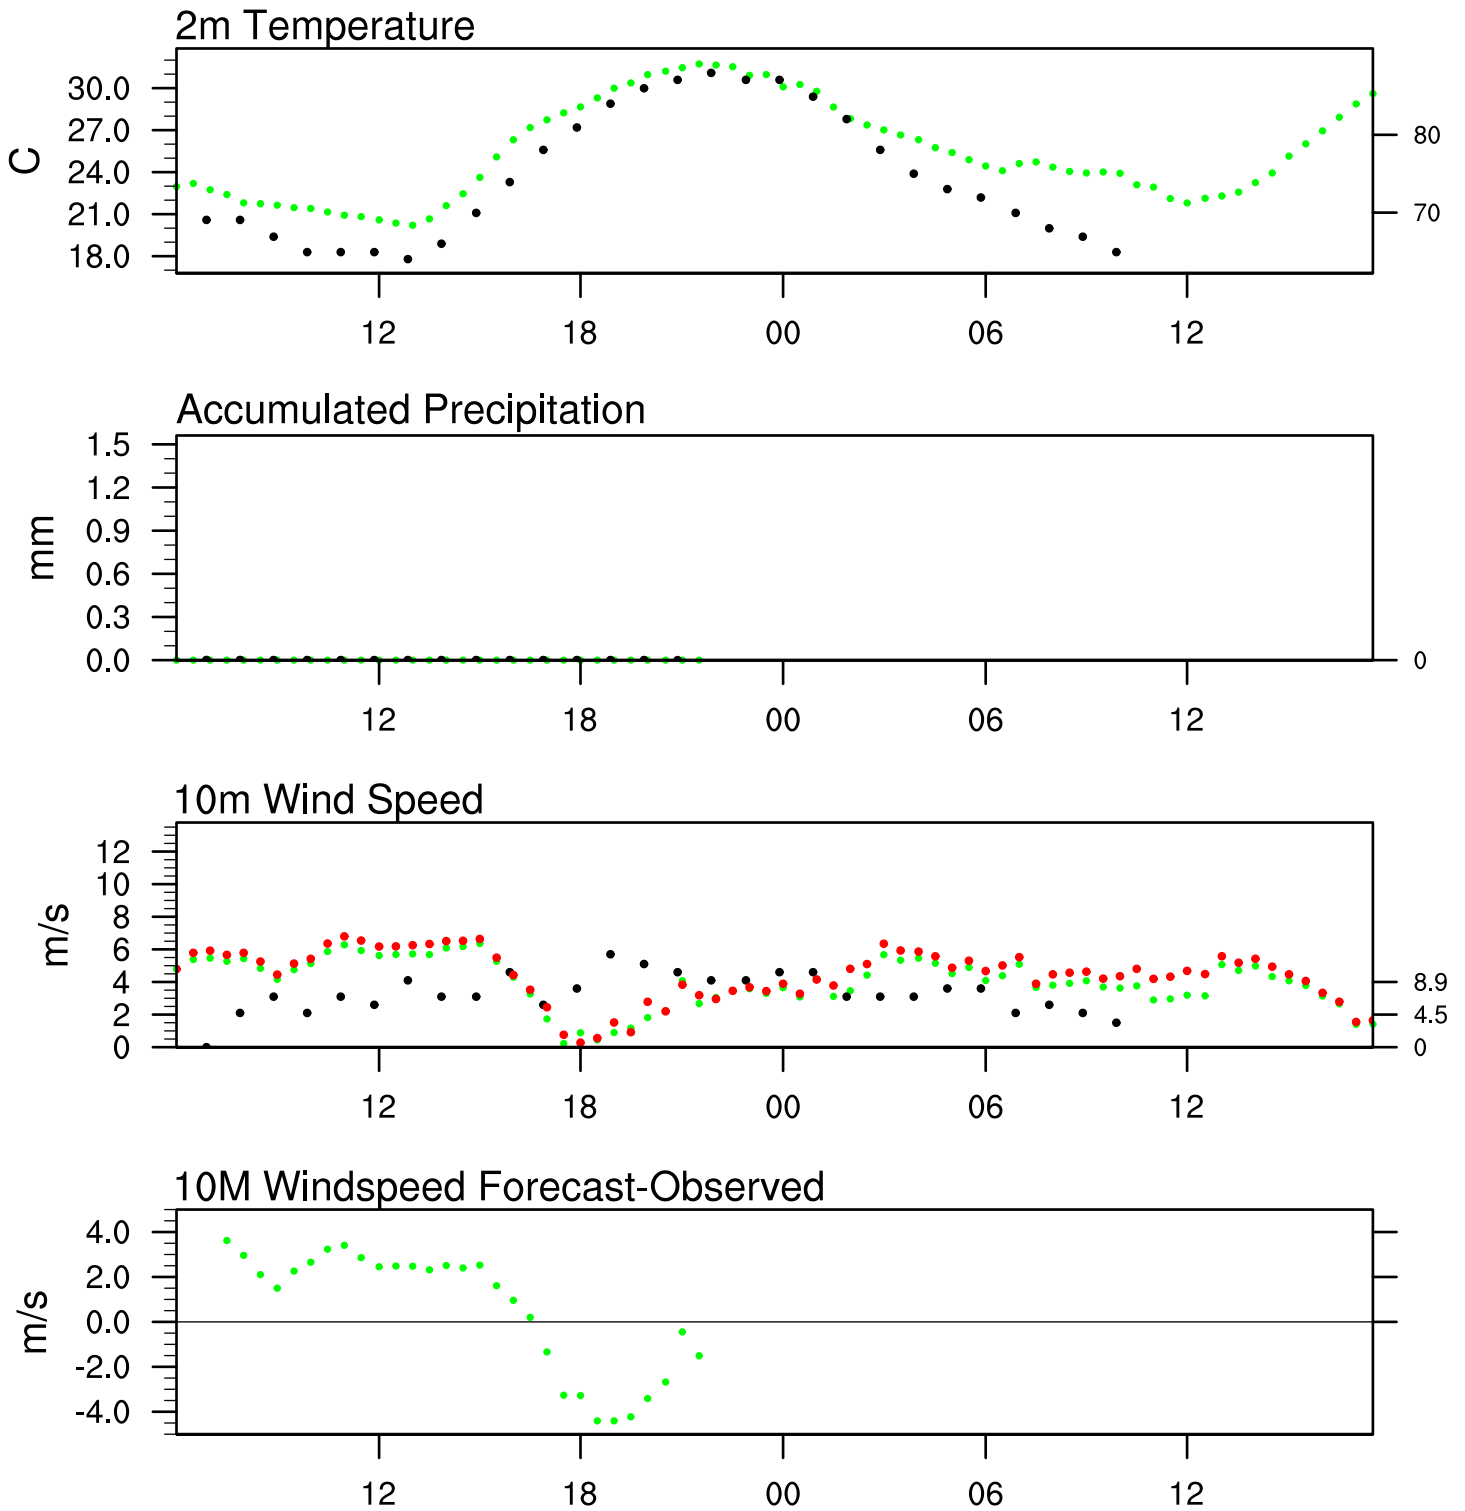 2m Temperature
C
30.0
27.0
24.0
21.0
18.0
80
70
12 18 00 06 12
Accumulated Precipitation
mm
1.5
1.2
0.9
0.6
0.3
0.0
0
12 18 00 06 12
10m Wind Speed
m/s
12
10
8
6
4
2
0
8.9
4.5
0
12 18 00 06 12
10M Windspeed Forecast-Observed
m/s
4.0
2.0
0.0
-2.0
-4.0
12 18 00 06 12